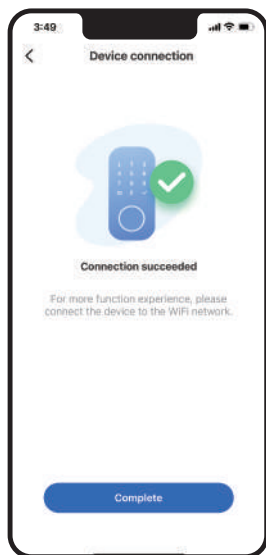 3:49
Device connection
Connection succeeded
For more function experience, please
connect the device to the WiFi network.
Complete